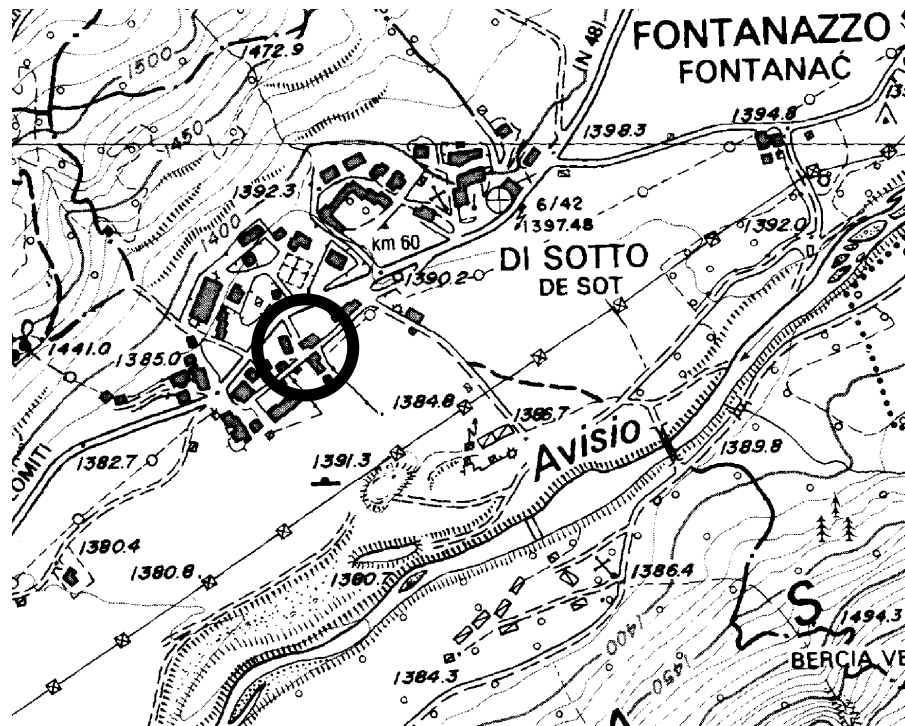 FONTANAZZO
FONTANAĆ
(N 48)
1472.9
1500
1450
1398.3
1394.8
1392.3
1400
6/42
1397.48
km 60
1392.0
DI SOTTO
DE SOT
1390.2
1441.0
1385.0
1384.8
1386.7
Avisio
1389.8
1382.7
1391.3
LOMITI
1380.4
1380.8
1380.7
1386.4
1400
S
1494.3
1384.3
1450
BERCIA VE